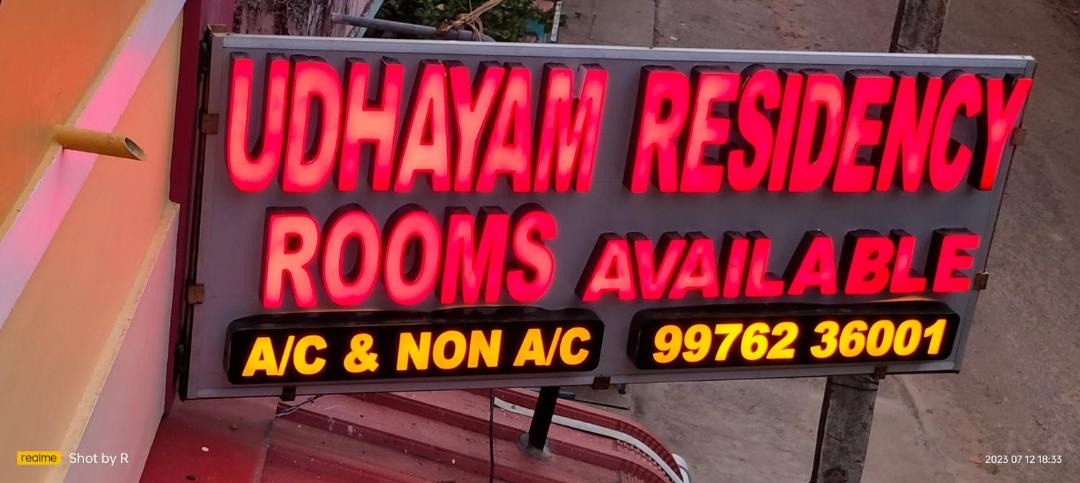 UDHAYAM RESIDENCY
ROOMS AVAILABLE
A/C & NON A/C
99762 36001
realme Shot by R
2023 07 12 18:33